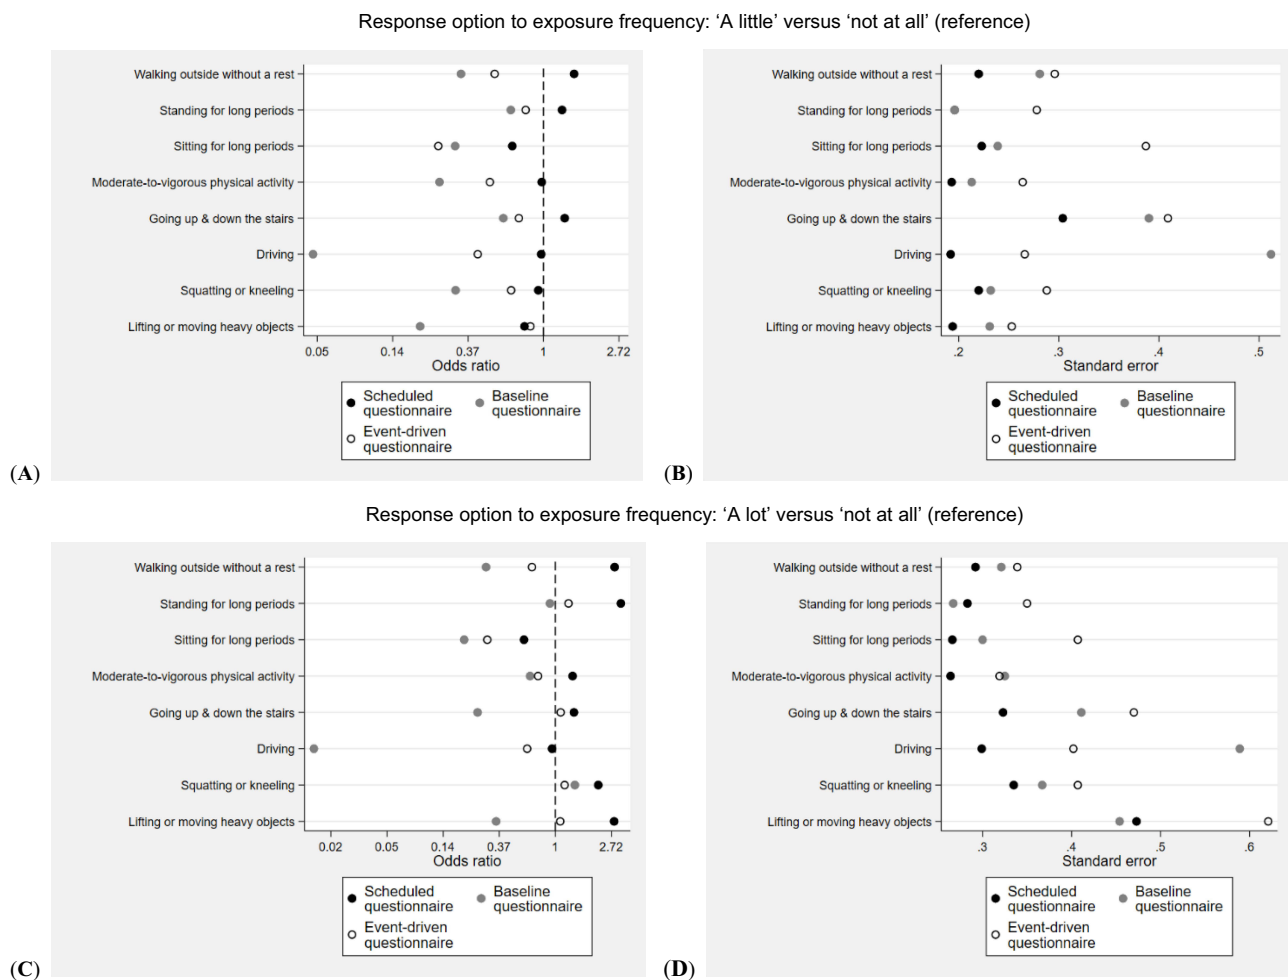 Response option to exposure frequency: ‘A little’ versus ‘not at all’ (reference)
Walking outside without a rest
Standing for long periods
Sitting for long periods
Moderate-to-vigorous physical activity
Going up & down the stairs
Driving
Squatting or kneeling
Lifting or moving heavy objects
0.05 0.14 0.37 1 2.72
Odds ratio
Scheduled questionnaire
Baseline questionnaire
Event-driven questionnaire
(A)
Walking outside without a rest
Standing for long periods
Sitting for long periods
Moderate-to-vigorous physical activity
Going up & down the stairs
Driving
Squatting or kneeling
Lifting or moving heavy objects
.2 .3 .4 .5
Standard error
Scheduled questionnaire
Baseline questionnaire
Event-driven questionnaire
(B)
Response option to exposure frequency: ‘A lot’ versus ‘not at all’ (reference)
Walking outside without a rest
Standing for long periods
Sitting for long periods
Moderate-to-vigorous physical activity
Going up & down the stairs
Driving
Squatting or kneeling
Lifting or moving heavy objects
0.02 0.05 0.14 0.37 1 2.72
Odds ratio
Scheduled questionnaire
Baseline questionnaire
Event-driven questionnaire
(C)
Walking outside without a rest
Standing for long periods
Sitting for long periods
Moderate-to-vigorous physical activity
Going up & down the stairs
Driving
Squatting or kneeling
Lifting or moving heavy objects
.3 .4 .5 .6
Standard error
Scheduled questionnaire
Baseline questionnaire
Event-driven questionnaire
(D)